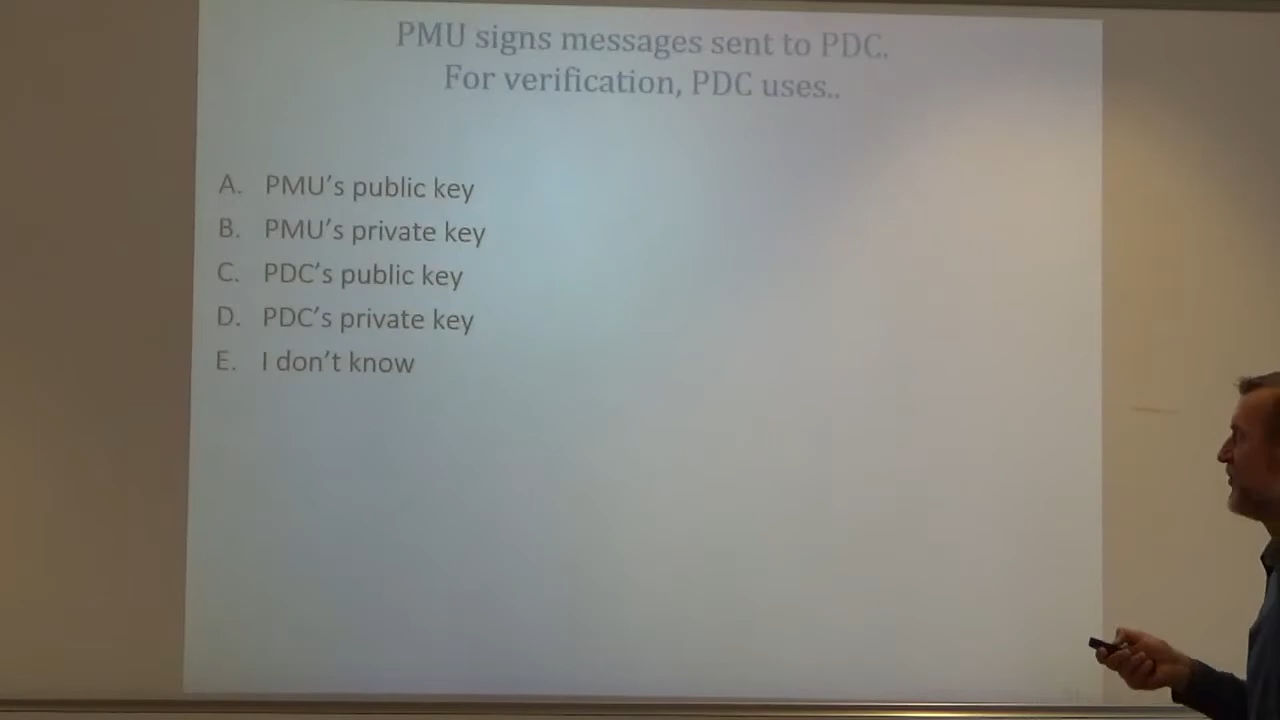 PMU signs messages sent to PDC.
For verification, PDC uses..
A. PMU's public key
B. PMU's private key
C. PDC's public key
D. PDC's private key
E. I don't know